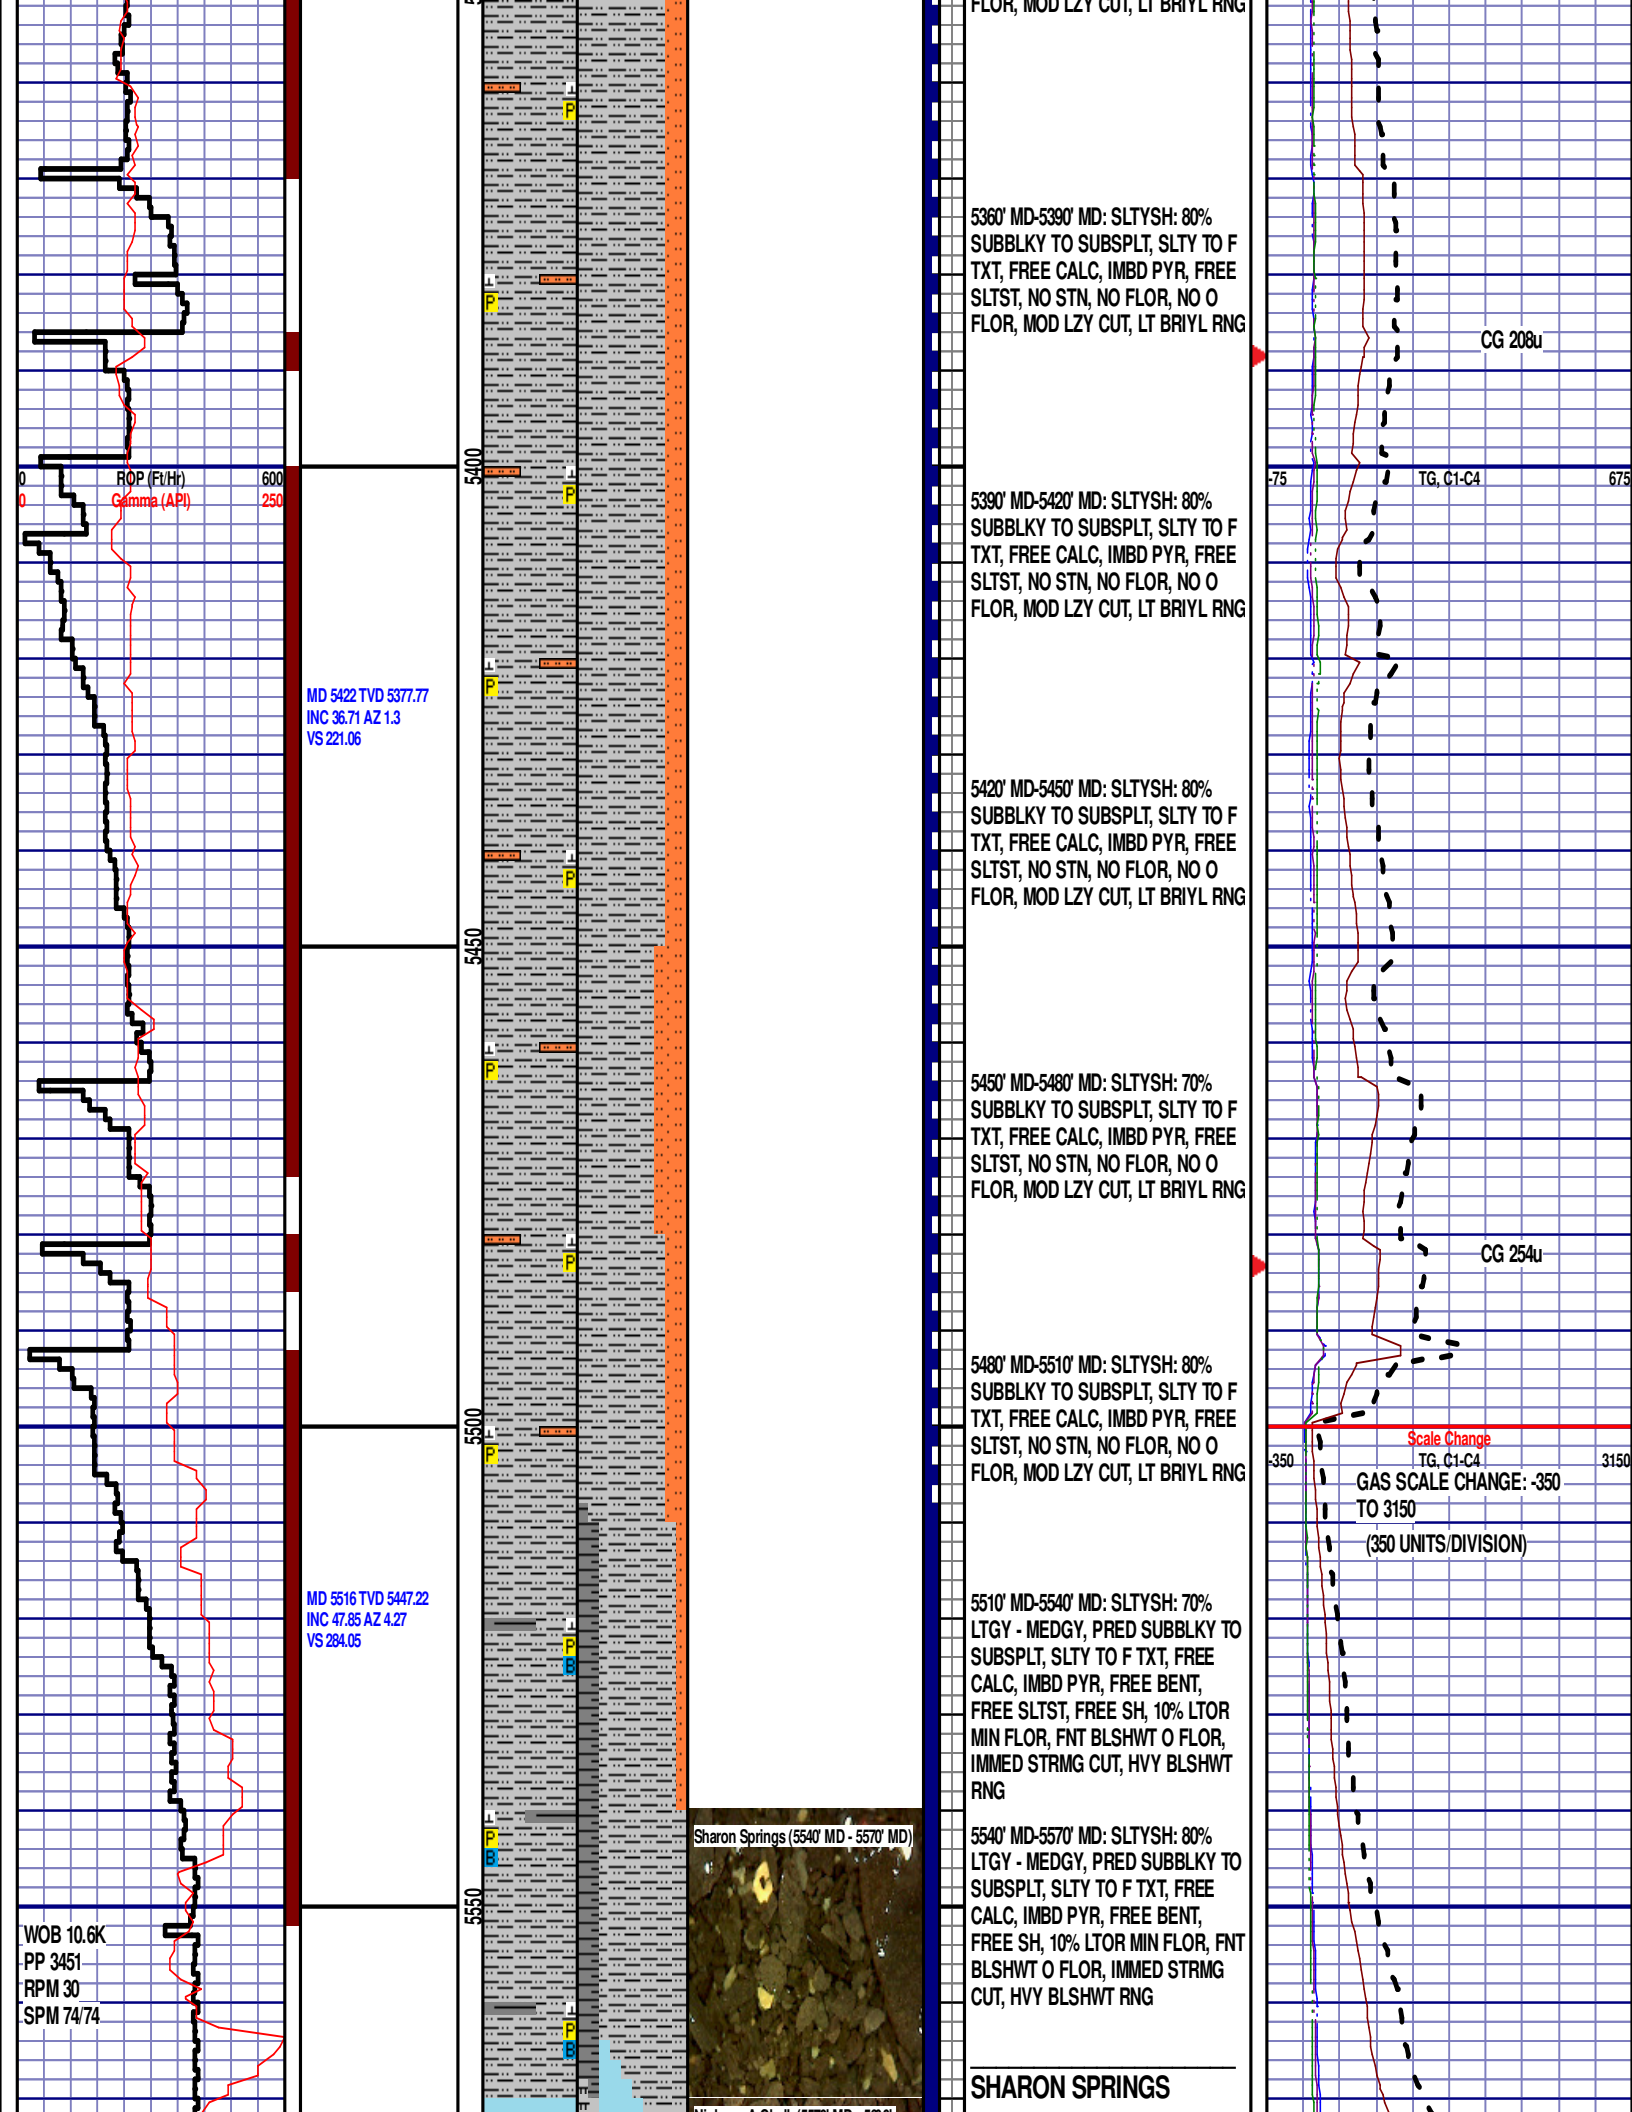 FLOR, MOD LZY CUT, LT BRIYL RNG
5360' MD-5390' MD: SLTYSH: 80%
SUBBLKY TO SUBSPLT, SLTY TO F
TXT, FREE CALC, IMBD PYR, FREE
SLTST, NO STN, NO FLOR, NO O
FLOR, MOD LZY CUT, LT BRIYL RNG
CG 208u
0 ROP (Ft/Hr) 600
0 Gamma (API) 250
5400
-75 TG, C1-C4 675
5390' MD-5420' MD: SLTYSH: 80%
SUBBLKY TO SUBSPLT, SLTY TO F
TXT, FREE CALC, IMBD PYR, FREE
SLTST, NO STN, NO FLOR, NO O
FLOR, MOD LZY CUT, LT BRIYL RNG
MD 5422 TVD 5377.77
INC 36.71 AZ 1.3
VS 221.06
5420' MD-5450' MD: SLTYSH: 80%
SUBBLKY TO SUBSPLT, SLTY TO F
TXT, FREE CALC, IMBD PYR, FREE
SLTST, NO STN, NO FLOR, NO O
FLOR, MOD LZY CUT, LT BRIYL RNG
5450
5450' MD-5480' MD: SLTYSH: 70%
SUBBLKY TO SUBSPLT, SLTY TO F
TXT, FREE CALC, IMBD PYR, FREE
SLTST, NO STN, NO FLOR, NO O
FLOR, MOD LZY CUT, LT BRIYL RNG
CG 254u
5480' MD-5510' MD: SLTYSH: 80%
SUBBLKY TO SUBSPLT, SLTY TO F
TXT, FREE CALC, IMBD PYR, FREE
SLTST, NO STN, NO FLOR, NO O
FLOR, MOD LZY CUT, LT BRIYL RNG
5500
Scale Change
-350 TG, C1-C4 3150
GAS SCALE CHANGE: -350
TO 3150
(350 UNITS/DIVISION)
MD 5516 TVD 5447.22
INC 47.85 AZ 4.27
VS 284.05
5510' MD-5540' MD: SLTYSH: 70%
LTGY - MEDGY, PRED SUBBLKY TO
SUBSPLT, SLTY TO F TXT, FREE
CALC, IMBD PYR, FREE BENT,
FREE SLTST, FREE SH, 10% LTOR
MIN FLOR, FNT BLSHWT O FLOR,
IMMED STRMG CUT, HVY BLSHWT
RNG
Sharon Springs (5540' MD - 5570' MD)
5540' MD-5570' MD: SLTYSH: 80%
LTGY - MEDGY, PRED SUBBLKY TO
SUBSPLT, SLTY TO F TXT, FREE
CALC, IMBD PYR, FREE BENT,
FREE SH, 10% LTOR MIN FLOR, FNT
BLSHWT O FLOR, IMMED STRMG
CUT, HVY BLSHWT RNG
5550
WOB 10.6K
PP 3451
RPM 30
SPM 74/74
SHARON SPRINGS